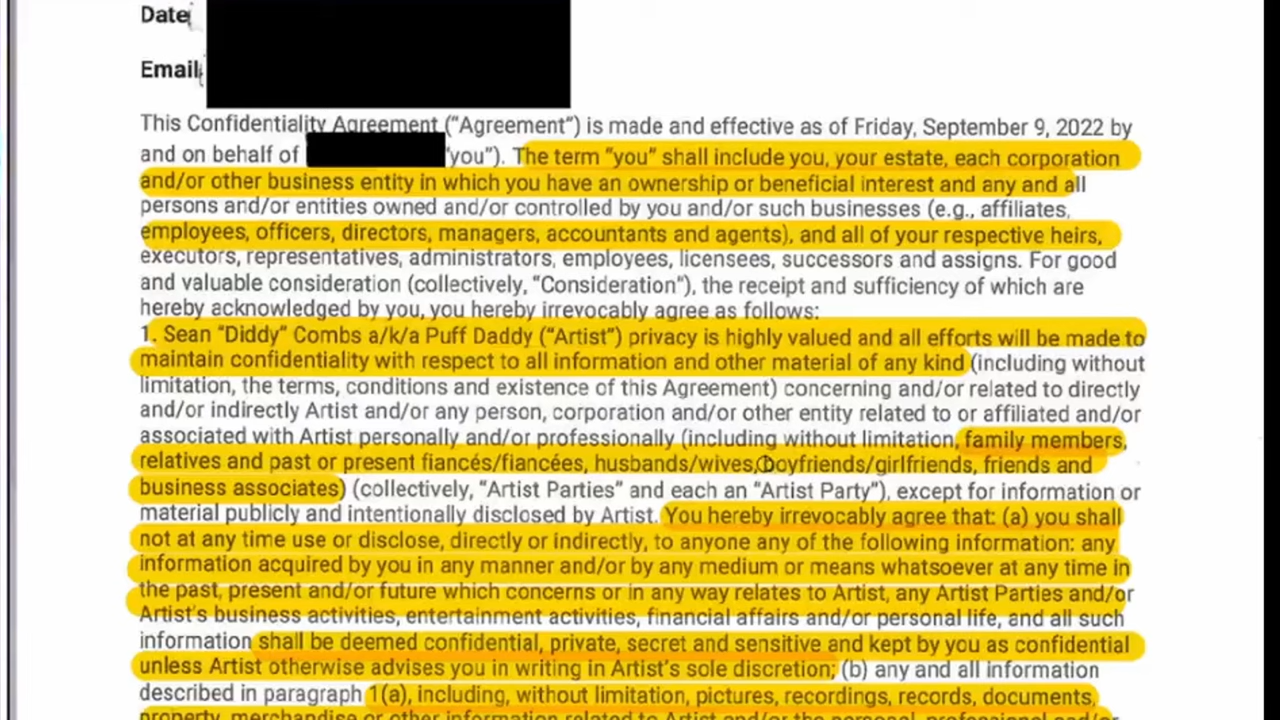 Date
Email
This Confidentiality Agreement (“Agreement”) is made and effective as of Friday, September 9, 2022 by
and on behalf of "you”). The term “you” shall include you, your estate, each corporation
and/or other business entity in which you have an ownership or beneficial interest and any and all
persons and/or entities owned and/or controlled by you and/or such businesses (e.g., affiliates,
employees, officers, directors, managers, accountants and agents), and all of your respective heirs,
executors, representatives, administrators, employees, licensees, successors and assigns. For good
and valuable consideration (collectively, “Consideration”), the receipt and sufficiency of which are
hereby acknowledged by you, you hereby irrevocably agree as follows:
1. Sean “Diddy” Combs a/k/a Puff Daddy (“Artist”) privacy is highly valued and all efforts will be made to
maintain confidentiality with respect to all information and other material of any kind (including without
limitation, the terms, conditions and existence of this Agreement) concerning and/or related to directly
and/or indirectly Artist and/or any person, corporation and/or other entity related to or affiliated and/or
associated with Artist personally and/or professionally (including without limitation, family members,
relatives and past or present fiancés/fiancées, husbands/wives, boyfriends/girlfriends, friends and
business associates) (collectively, “Artist Parties” and each an “Artist Party”), except for information or
material publicly and intentionally disclosed by Artist. You hereby irrevocably agree that: (a) you shall
not at any time use or disclose, directly or indirectly, to anyone any of the following information: any
information acquired by you in any manner and/or by any medium or means whatsoever at any time in
the past, present and/or future which concerns or in any way relates to Artist, any Artist Parties and/or
Artist's business activities, entertainment activities, financial affairs and/or personal life, and all such
information shall be deemed confidential, private, secret and sensitive and kept by you as confidential
unless Artist otherwise advises you in writing in Artist's sole discretion; (b) any and all information
described in paragraph 1(a), including, without limitation, pictures, recordings, records, documents,
property, merchandise or other information related to Artist and/or the personal, professional and/or